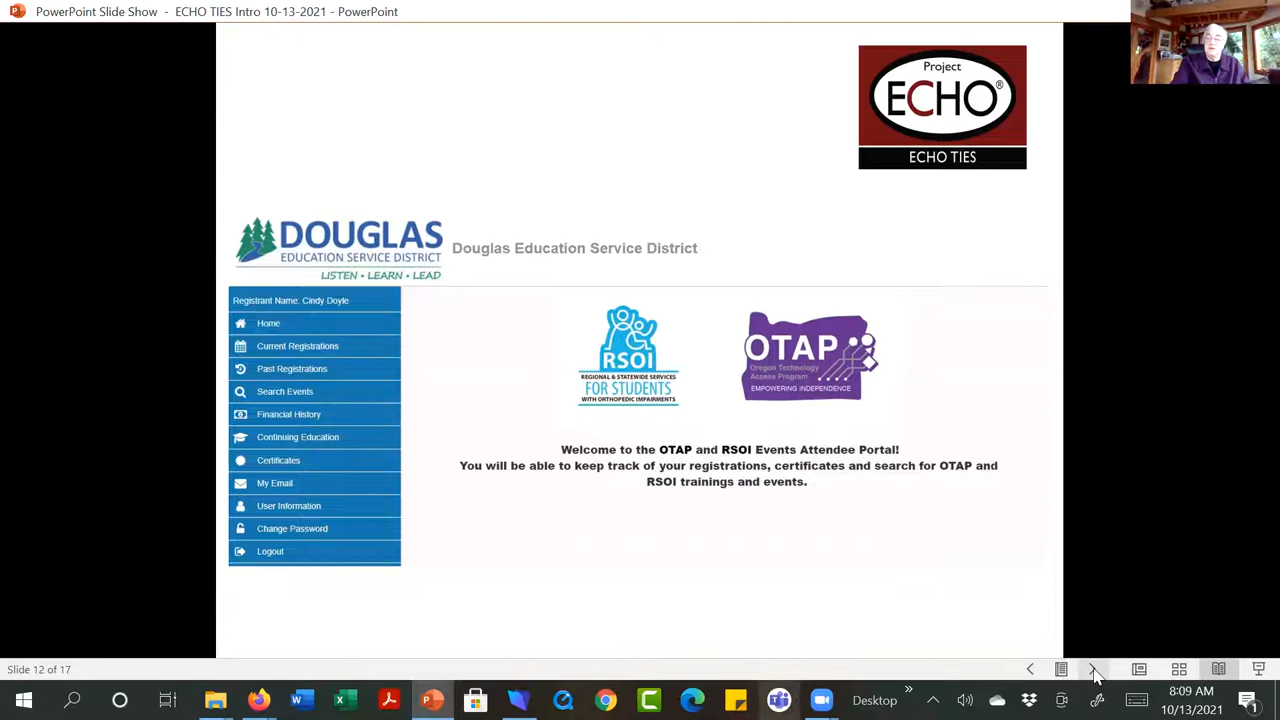 PowerPoint Slide Show - ECHO TIES Intro 10-13-2021 - PowerPoint
Project
ECHO®
ECHO TIES
DOUGLAS
EDUCATION SERVICE DISTRICT
LISTEN • LEARN • LEAD
Douglas Education Service District
Registrant Name: Cindy Doyle
Home
Current Registrations
Past Registrations
Search Events
Financial History
Continuing Education
Certificates
My Email
User Information
Change Password
Logout
RSOI
REGIONAL & STATEWIDE SERVICES
FOR STUDENTS
WITH ORTHOPEDIC IMPAIRMENTS
OTAP
Oregon Technology
Access Program
EMPOWERING INDEPENDENCE
Welcome to the OTAP and RSOI Events Attendee Portal!
You will be able to keep track of your registrations, certificates and search for OTAP and
RSOI trainings and events.
Slide 12 of 17
Desktop
8:09 AM
10/13/2021
1